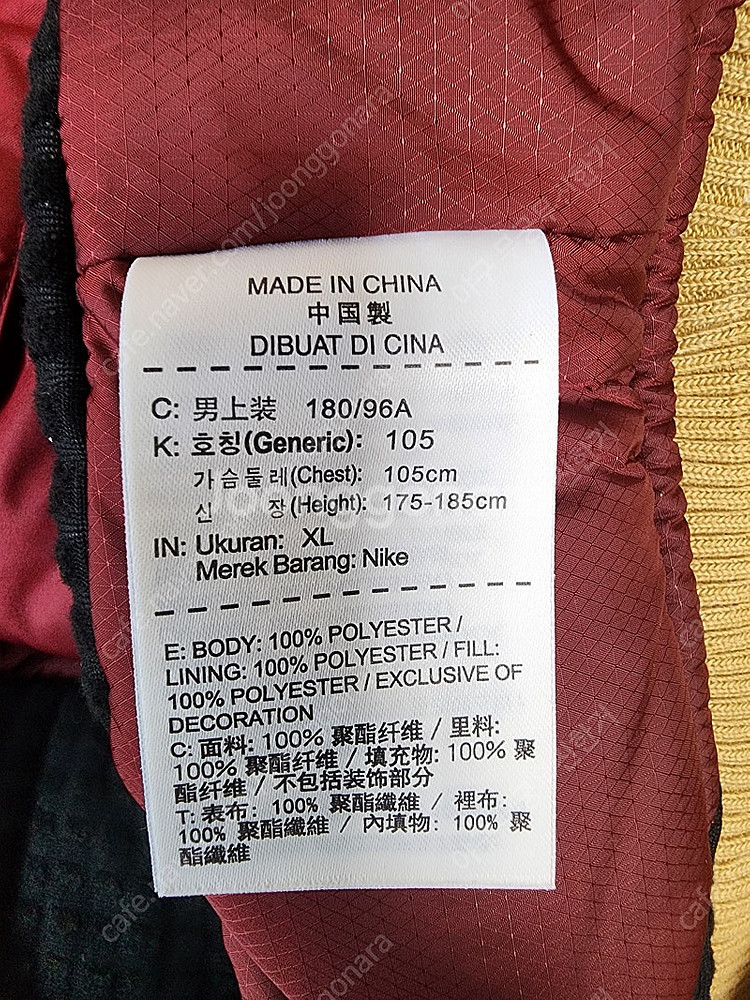 MADE IN CHINA
中国製
DIBUAT DI CINA
C: 男上装 180/96A
K: 호칭(Generic): 105
가슴둘레(Chest): 105cm
신 장(Height): 175-185cm
IN: Ukuran: XL
Merek Barang: Nike
E: BODY: 100% POLYESTER /
LINING: 100% POLYESTER / FILL:
100% POLYESTER / EXCLUSIVE OF
DECORATION
C: 面料: 100% 聚酯纤维 / 里料:
100% 聚酯纤维 / 填充物: 100% 聚
酯纤维 / 不包括装饰部分
T: 表布: 100% 聚酯纖維 / 裡布:
100% 聚酯纖維 / 內填物: 100% 聚
酯纖維
cafe.naver.com/joonggonara